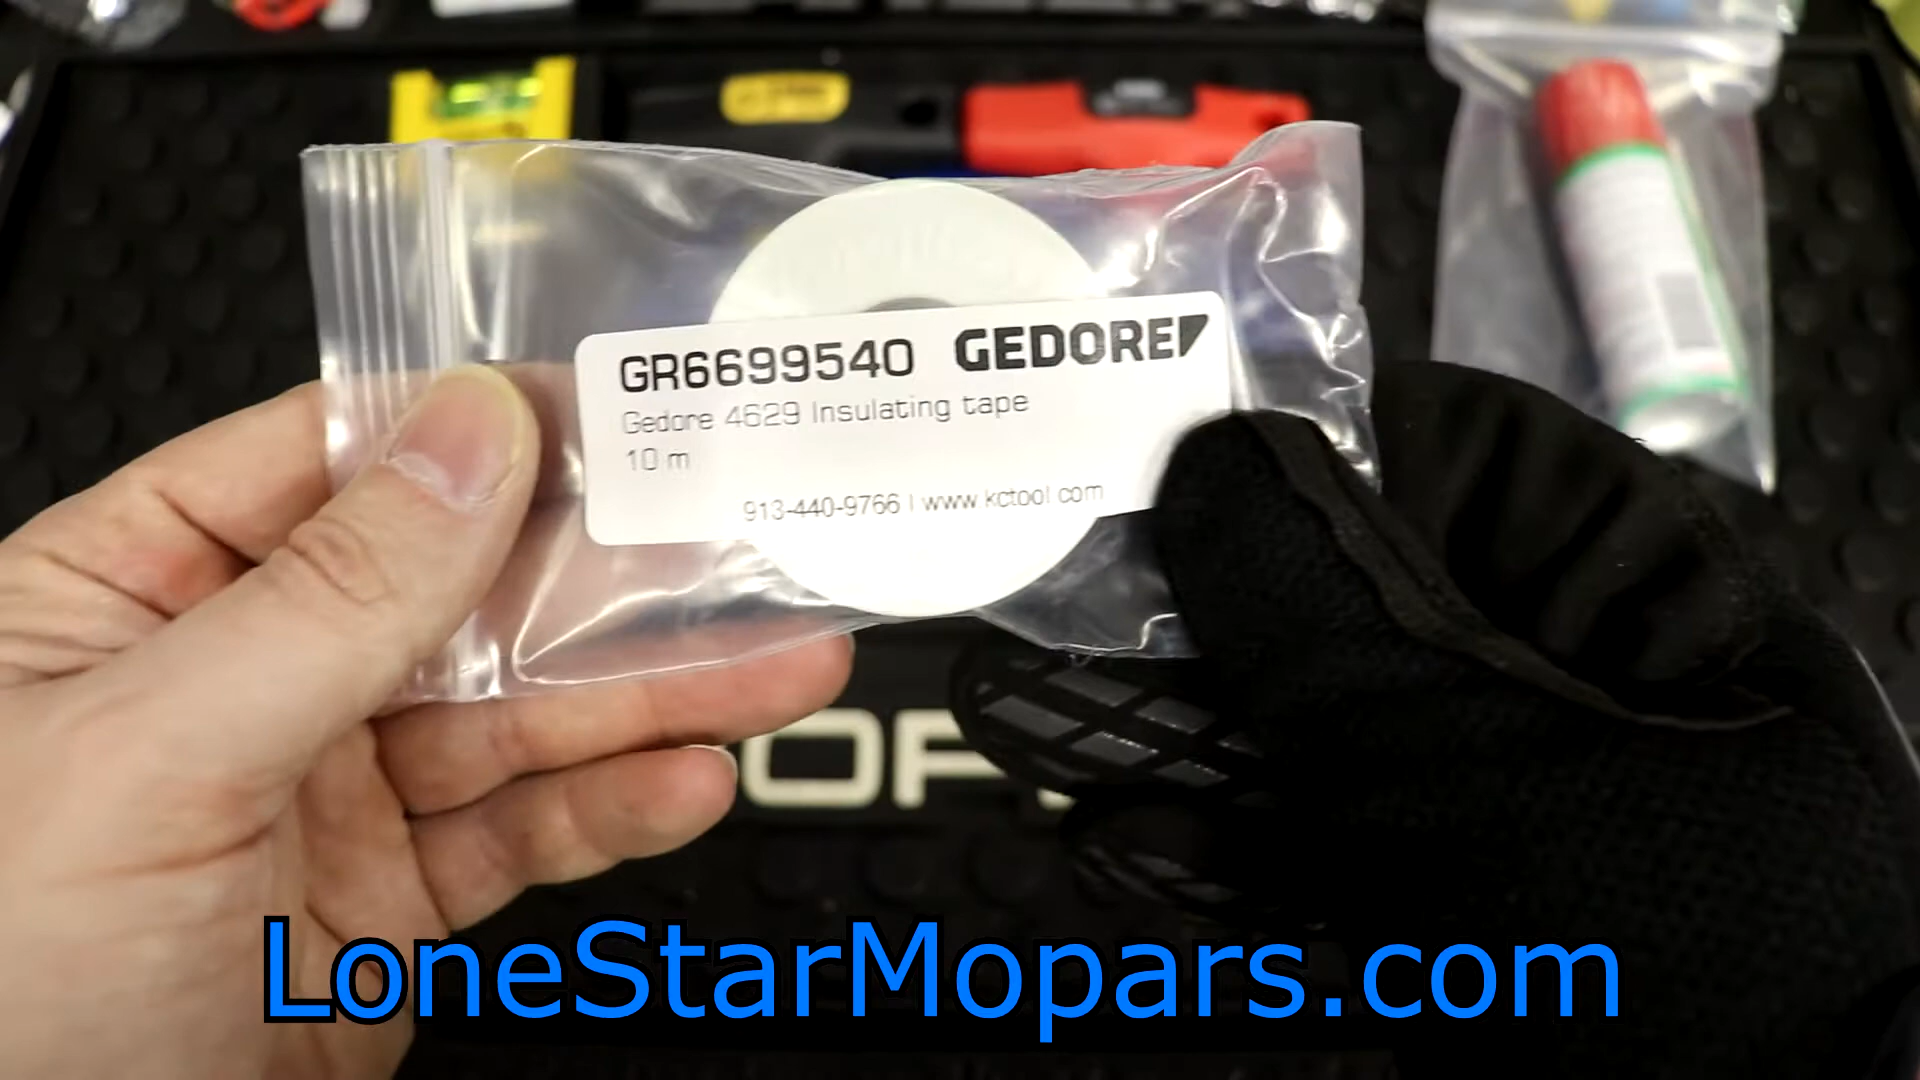 GR6699540 GEDORE
Gedore 4629 Insulating tape
10 m
913-440-9766 | www.kctool.com
LoneStarMopars.com